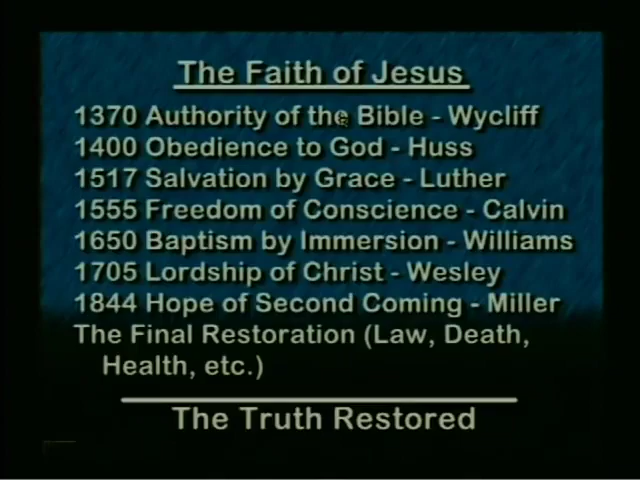 The Faith of Jesus
1370 Authority of the Bible - Wycliff
1400 Obedience to God - Huss
1517 Salvation by Grace - Luther
1555 Freedom of Conscience - Calvin
1650 Baptism by Immersion - Williams
1705 Lordship of Christ - Wesley
1844 Hope of Second Coming - Miller
The Final Restoration (Law, Death,
Health, etc.)
The Truth Restored